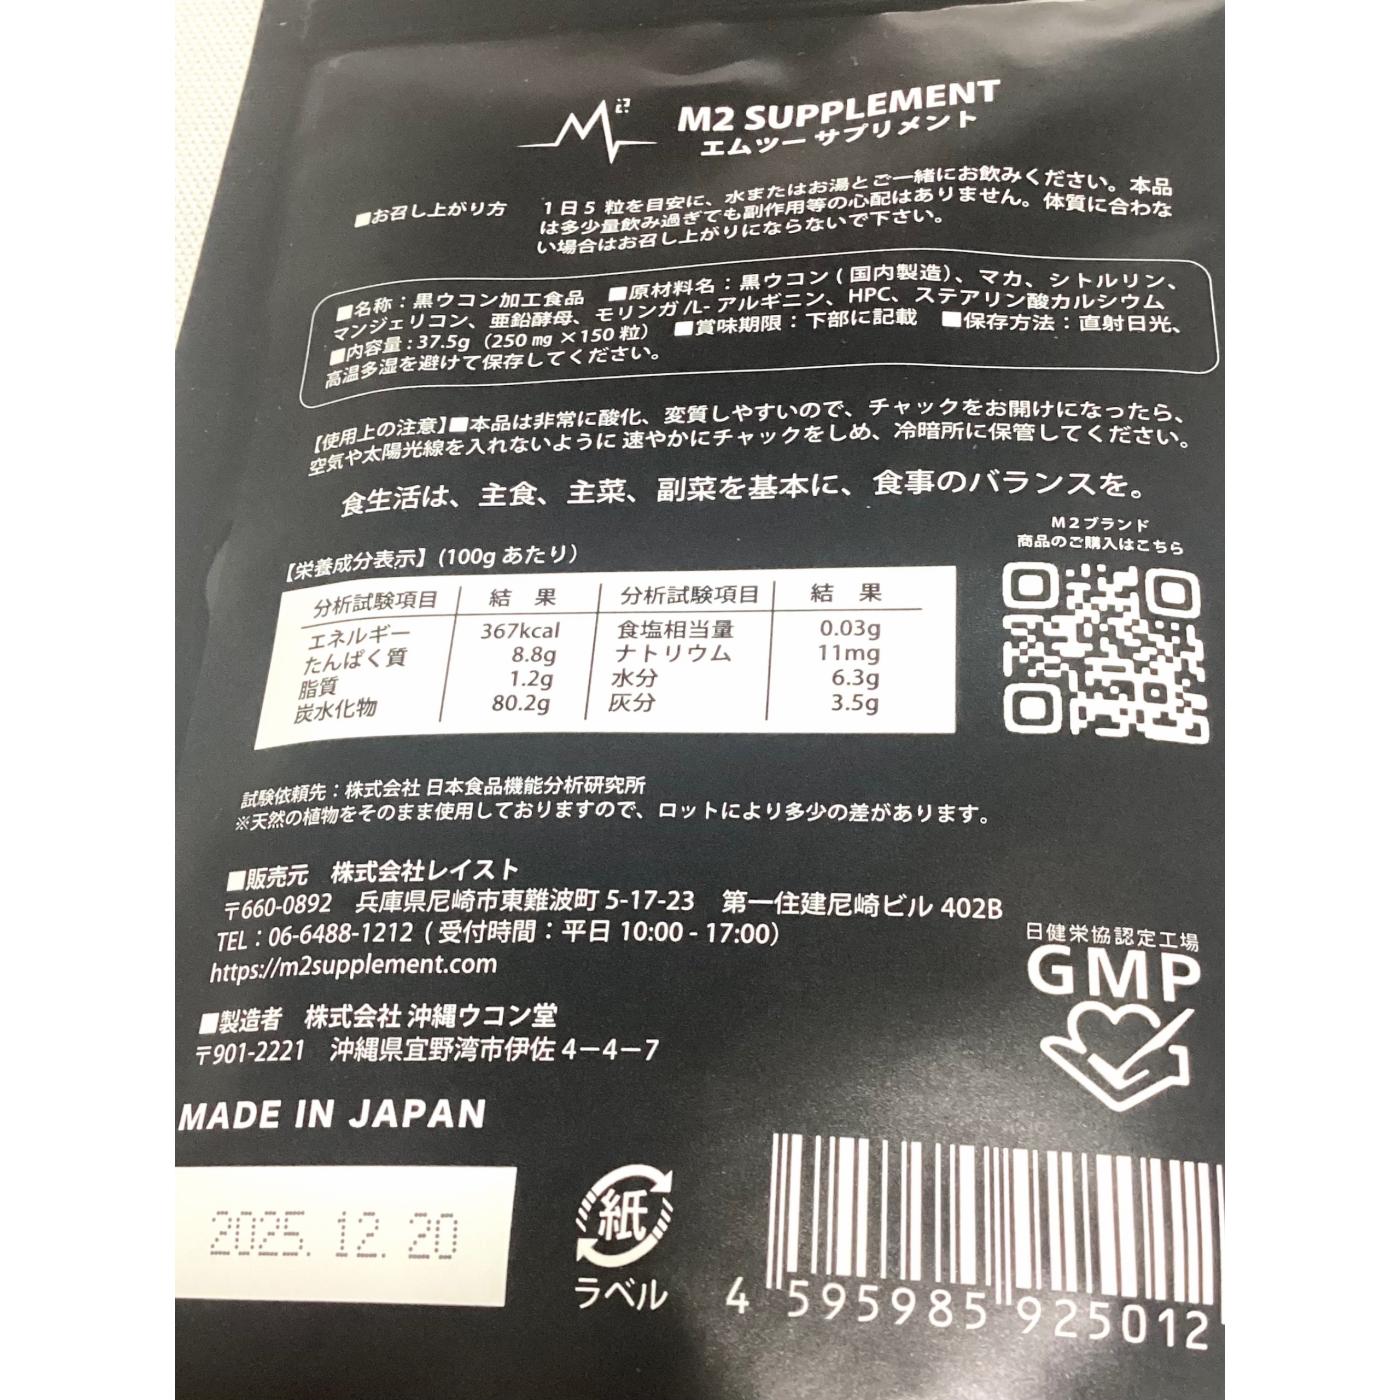 M2
M2 SUPPLEMENT
エムツー サプリメント
■お召し上がり方 1日5 粒を目安に、水またはお湯とご一緒にお飲みください。本品
は多少量飲み過ぎても副作用等の心配はありません。体質に合わな
い場合はお召し上がりにならないで下さい。
■名称：黒ウコン加工食品 ■原材料名：黒ウコン ( 国内製造）、マカ、シトルリン、
マンジェリコン、亜鉛酵母、モリンガ /L- アルギニン、HPC、ステアリン酸カルシウム
■内容量 : 37.5g（250 ㎎ ×150 粒） ■賞味期限：下部に記載 ■保存方法：直射日光、
高温多湿を避けて保存してください。
【使用上の注意】■本品は非常に酸化、変質しやすいので、チャックをお開けになったら、
空気や太陽光線を入れないように 速やかにチャックをしめ、冷暗所に保管してください。
食生活は、主食、主菜、副菜を基本に、食事のバランスを。
M２ブランド
商品のご購入はこちら
【栄養成分表示】(100g あたり）
分析試験項目 結 果 分析試験項目 結 果
エネルギー 367kcal 食塩相当量 0.03g
たんぱく質 8.8g ナトリウム 11mg
脂質 1.2g 水分 6.3g
炭水化物 80.2g 灰分 3.5g
試験依頼先：株式会社 日本食品機能分析研究所
※天然の植物をそのまま使用しておりますので、ロットにより多少の差があります。
■販売元 株式会社レイスト
〒660-0892 兵庫県尼崎市東難波町 5-17-23 第一住建尼崎ビル 402B
TEL：06-6488-1212（受付時間：平日 10:00 - 17:00）
https://m2supplement.com
日健栄協認定工場
GMP
■製造者 株式会社 沖縄ウコン堂
〒901-2221 沖縄県宜野湾市伊佐 4－4－7
MADE IN JAPAN
2025. 12. 20
紙
ラベル
4 595985 925012